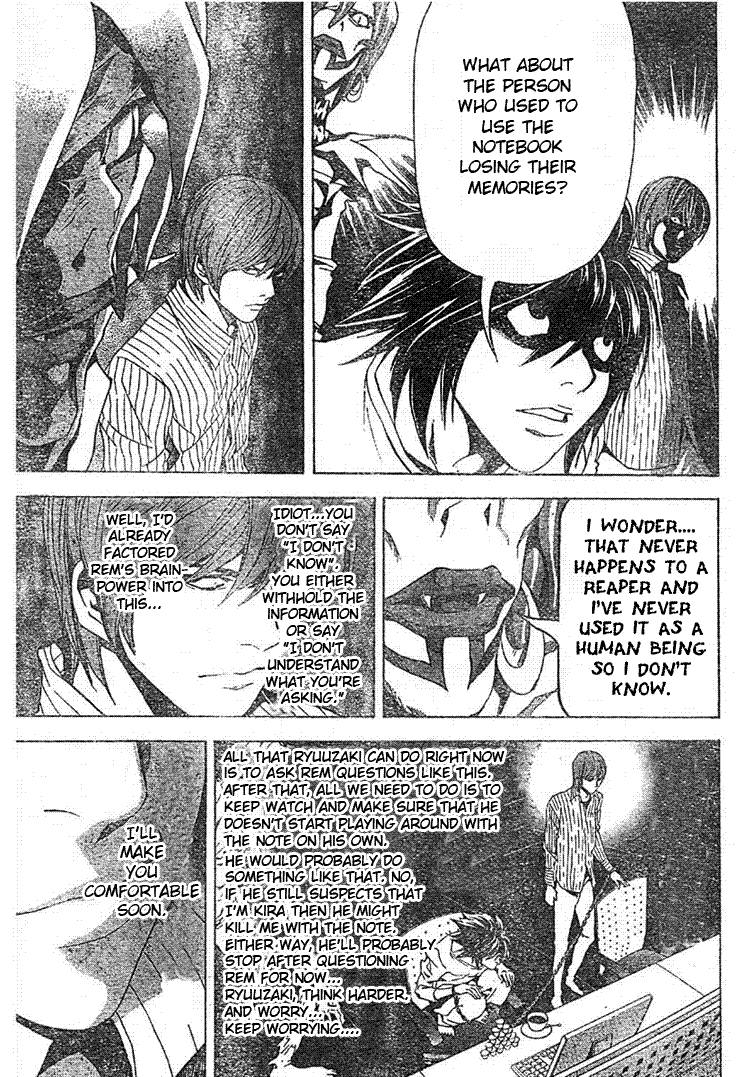 WHAT ABOUT
THE PERSON
WHO USED TO
USE THE
NOTEBOOK
LOSING THEIR
MEMORIES?
I WONDER....
THAT NEVER
HAPPENS TO A
REAPER AND
I'VE NEVER
USED IT AS A
HUMAN BEING
SO I DON'T
KNOW.
IDIOT...YOU
DON'T SAY
"I DON'T
KNOW".
YOU EITHER
WITHHOLD THE
INFORMATION
OR SAY
"I DON'T
UNDERSTAND
WHAT YOU'RE
ASKING."
WELL, I'D
ALREADY
FACTORED
REM'S BRAIN-
POWER INTO
THIS...
ALL THAT RYUUZAKI CAN DO RIGHT NOW
IS TO ASK REM QUESTIONS LIKE THIS.
AFTER THAT, ALL WE NEED TO DO IS TO
KEEP WATCH AND MAKE SURE THAT HE
DOESN'T START PLAYING AROUND WITH
THE NOTE ON HIS OWN.
HE WOULD PROBABLY DO
SOMETHING LIKE THAT. NO,
IF HE STILL SUSPECTS THAT
I'M KIRA THEN HE MIGHT
KILL ME WITH THE NOTE.
EITHER WAY, HE'LL PROBABLY
STOP AFTER QUESTIONING
REM FOR NOW...
RYUUZAKI, THINK HARDER.
AND WORRY...
KEEP WORRYING....
I'LL
MAKE
YOU
COMFORTABLE
SOON.